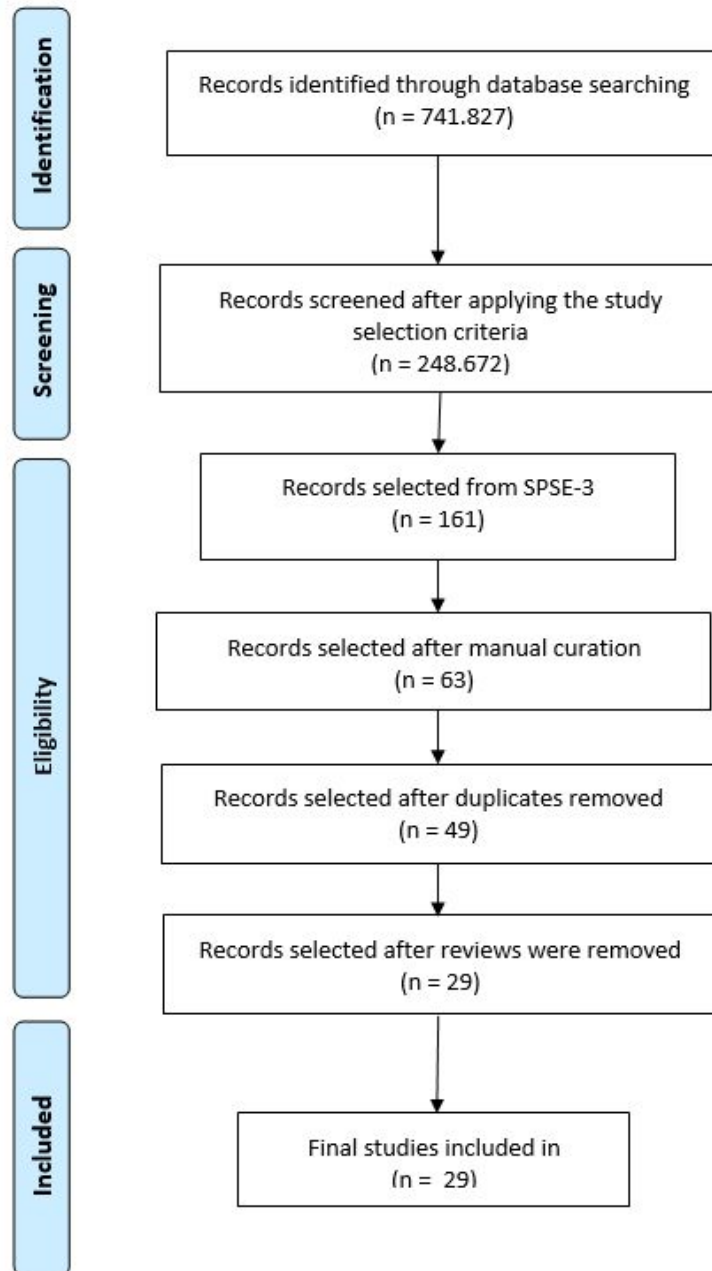 Identification
Records identified through database searching
(n = 741.827)
Screening
Records screened after applying the study
selection criteria
(n = 248.672)
Eligibility
Records selected from SPSE-3
(n = 161)
Records selected after manual curation
(n = 63)
Records selected after duplicates removed
(n = 49)
Records selected after reviews were removed
(n = 29)
Included
Final studies included in
(n = 29)